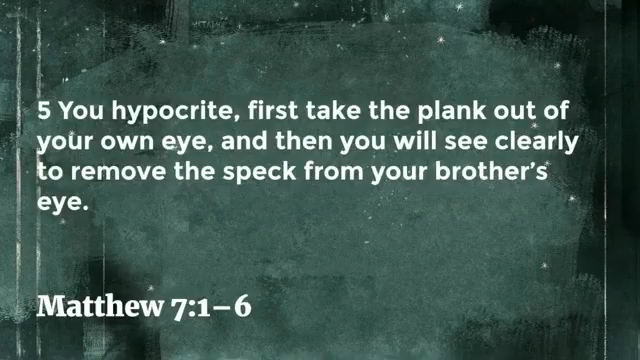 5 You hypocrite, first take the plank out of
your own eye, and then you will see clearly
to remove the speck from your brother’s
eye.
Matthew 7:1–6